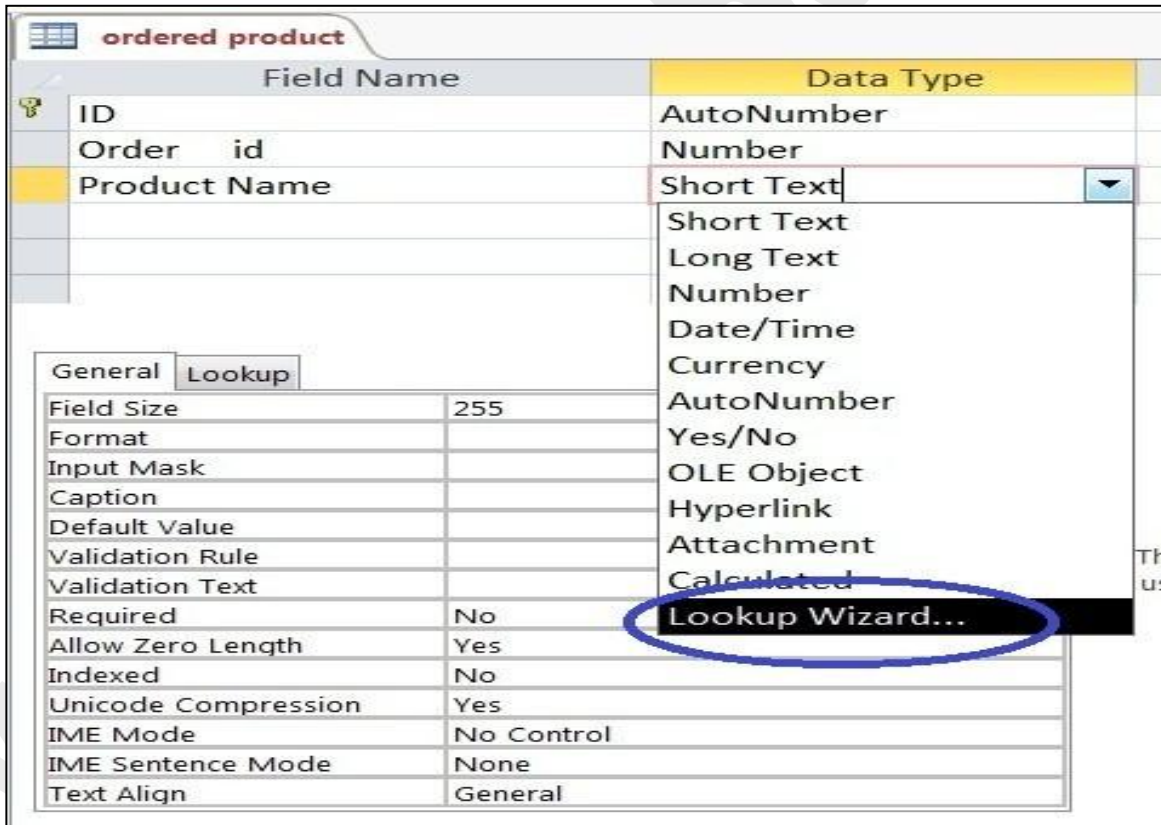 ordered product
Field Name Data Type
ID AutoNumber
Order id Number
Product Name Short Text
Short Text
Long Text
Number
Date/Time
Currency
AutoNumber
Yes/No
OLE Object
Hyperlink
Attachment
Calculated
Lookup Wizard...
General Lookup
Field Size 255
Format
Input Mask
Caption
Default Value
Validation Rule
Validation Text
Required No
Allow Zero Length Yes
Indexed No
Unicode Compression Yes
IME Mode No Control
IME Sentence Mode None
Text Align General